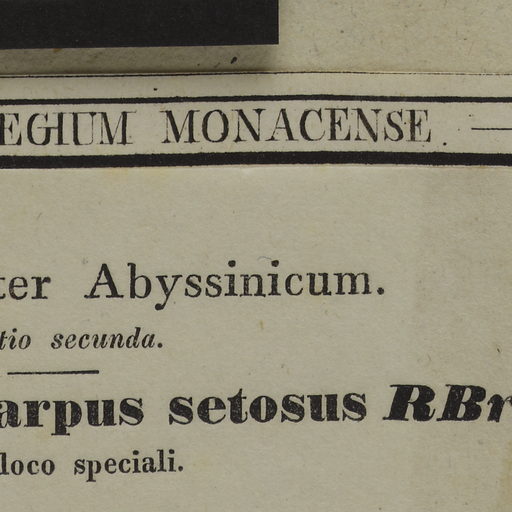 EGIUM MONACENSE
ter Abyssinicum.
tio secunda.
arpus setosus RBr
loco speciali.